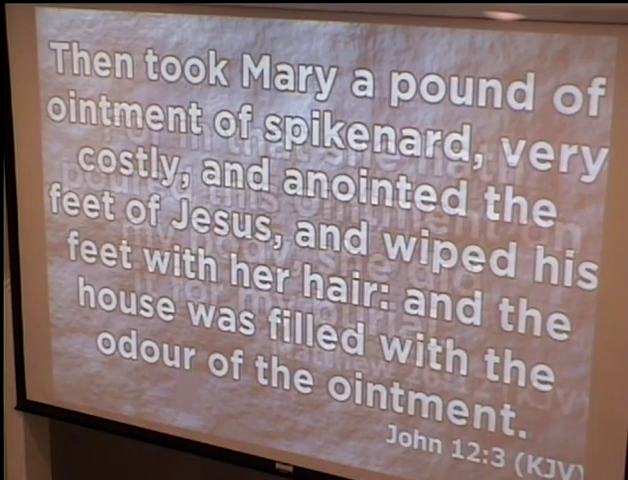 Then took Mary a pound of
ointment of spikenard, very
costly, and anointed the
feet of Jesus, and wiped his
feet with her hair: and the
house was filled with the
odour of the ointment.
John 12:3 (KJV)